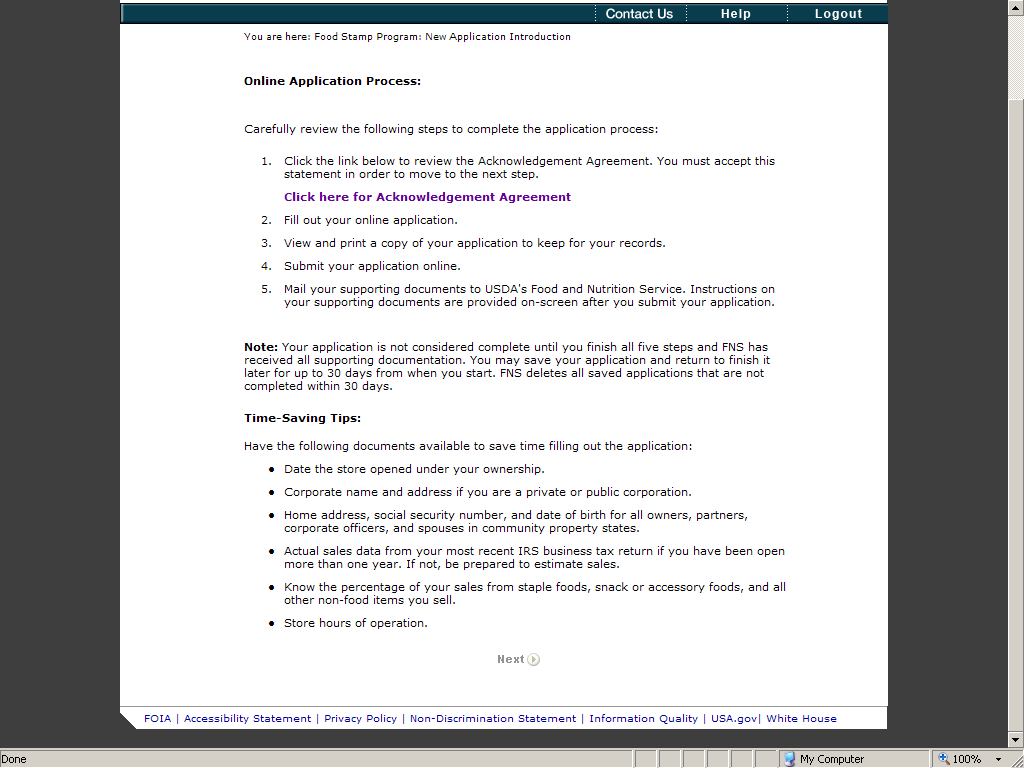 Contact Us Help Logout
You are here: Food Stamp Program: New Application Introduction
Online Application Process:
Carefully review the following steps to complete the application process:
1. Click the link below to review the Acknowledgement Agreement. You must accept this
statement in order to move to the next step.
Click here for Acknowledgement Agreement
2. Fill out your online application.
3. View and print a copy of your application to keep for your records.
4. Submit your application online.
5. Mail your supporting documents to USDA's Food and Nutrition Service. Instructions on
your supporting documents are provided on-screen after you submit your application.
Note: Your application is not considered complete until you finish all five steps and FNS has
received all supporting documentation. You may save your application and return to finish it
later for up to 30 days from when you start. FNS deletes all saved applications that are not
completed within 30 days.
Time-Saving Tips:
Have the following documents available to save time filling out the application:
• Date the store opened under your ownership.
• Corporate name and address if you are a private or public corporation.
• Home address, social security number, and date of birth for all owners, partners,
corporate officers, and spouses in community property states.
• Actual sales data from your most recent IRS business tax return if you have been open
more than one year. If not, be prepared to estimate sales.
• Know the percentage of your sales from staple foods, snack or accessory foods, and all
other non-food items you sell.
• Store hours of operation.
Next
FOIA | Accessibility Statement | Privacy Policy | Non-Discrimination Statement | Information Quality | USA.gov| White House
Done My Computer 100%